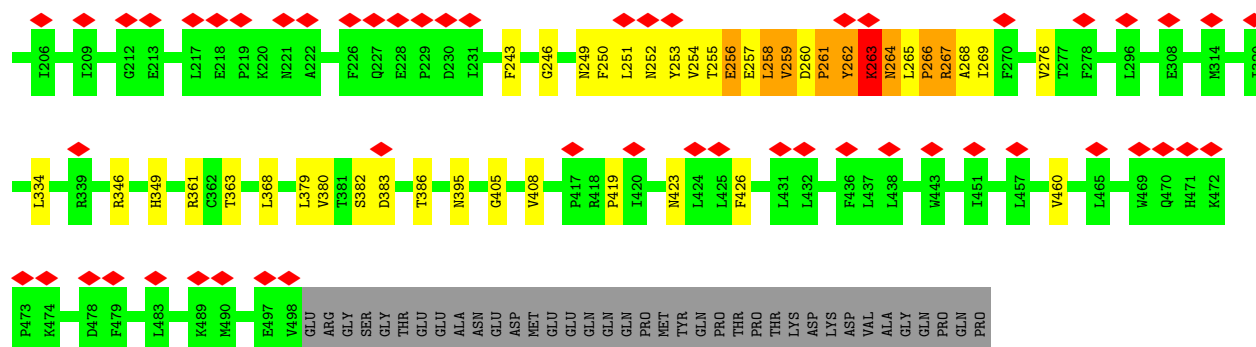 I206 I209 G212 E213 L217 E218 P219 K220 N221 A222 F226 Q227 E228 P229 D230 I231 F243 G246 N249 F250 L251 N252 Y253 V254 T255 E256 E257 L258 V259 D260 P261 Y262 K263 N264 L265 P266 R267 A268 I269 F270 V276 T277 F278 L296 E308 M314
L334 R339 R346 H349 R361 C362 T363 L368 L379 V380 T381 S382 D383 T386 N395 G405 V408 P417 R418 P419 I420 N423 L424 L425 F426 L431 L432 F436 L437 L438 W443 I451 L457 V460 L465 W469 Q470 H471 K472
P473 K474 D478 F479 L483 K489 M490 E497 V498 GLU ARG GLY SER GLY THR GLU GLU ALA ASN GLU ASP MET GLU GLU GLN GLN GLN PRO MET TYR GLN PRO THR PRO THR LYS ASP LYS ASP VAL ALA GLY GLN PRO GLN PRO